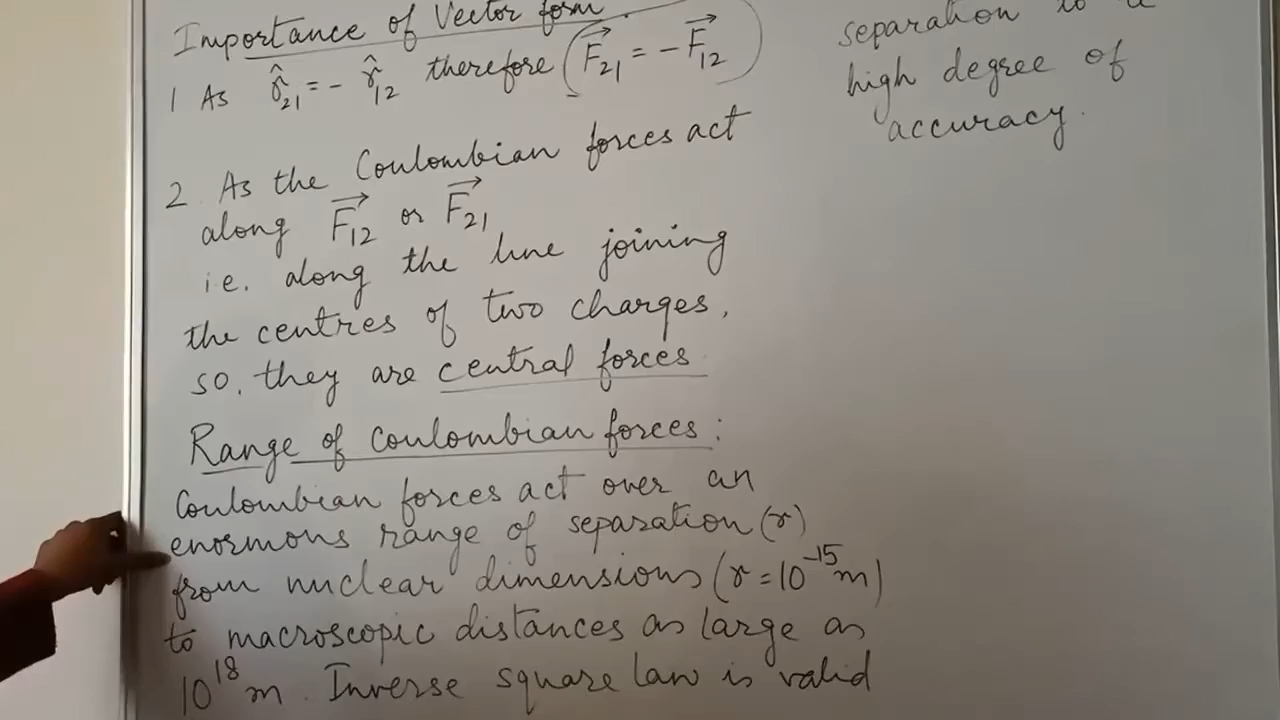 Importance of Vector form
1 As r̂₂₁ = - r̂₁₂ therefore (F⃗₂₁ = - F⃗₁₂)
2. As the Coulombian forces act
along F⃗₁₂ or F⃗₂₁
i.e. along the line joining
the centres of two charges,
so, they are central forces
Range of Coulombian forces:
Coulombian forces act over an
enormous range of separation (r)
from nuclear dimensions (r = 10⁻¹⁵ m)
to macroscopic distances as large as
10¹⁸ m. Inverse square law is valid
separation to a
high degree of
accuracy.